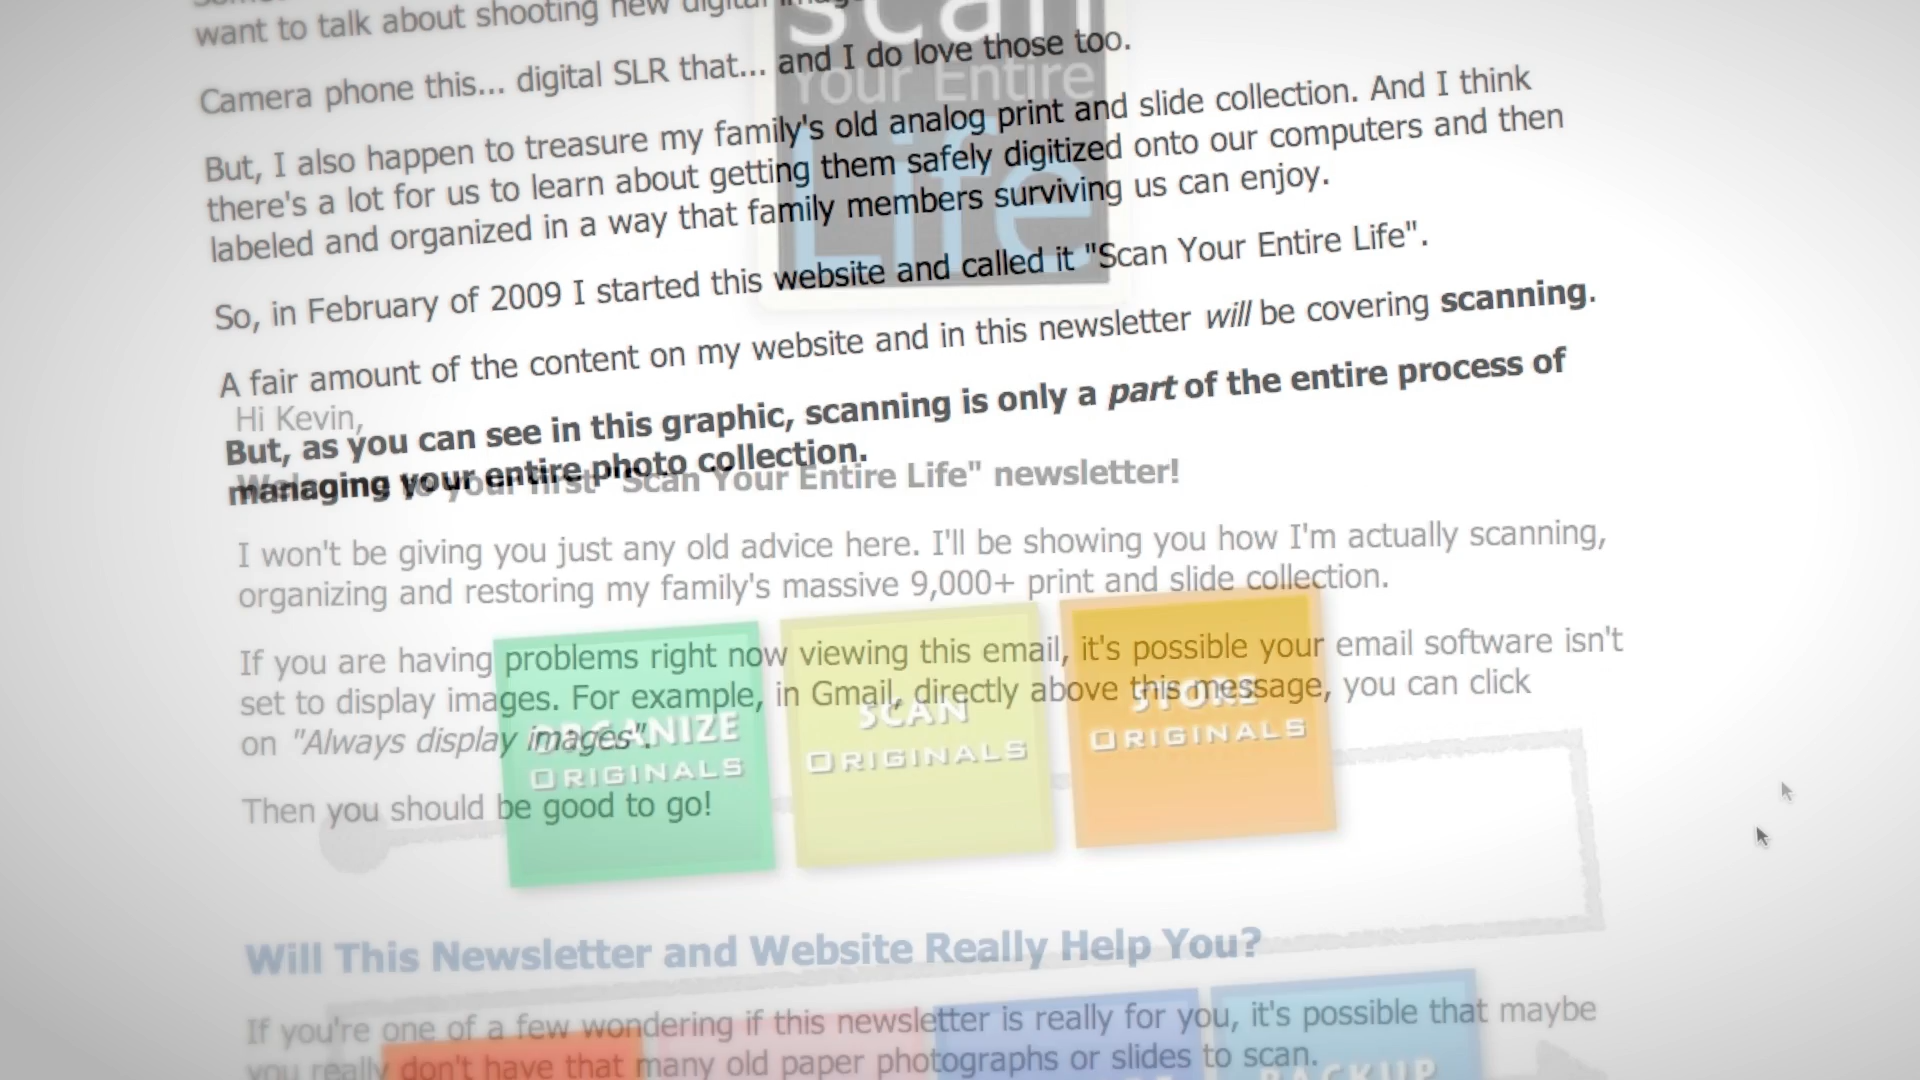 want to talk about shooting new digital
scan
Your Entire
Life
Camera phone this... digital SLR that... and I do love those too.
But, I also happen to treasure my family's old analog print and slide collection. And I think
there's a lot for us to learn about getting them safely digitized onto our computers and then
labeled and organized in a way that family members surviving us can enjoy.
So, in February of 2009 I started this website and called it "Scan Your Entire Life".
A fair amount of the content on my website and in this newsletter will be covering scanning.
But, as you can see in this graphic, scanning is only a part of the entire process of
managing your entire photo collection.
Hi Kevin,
to your first "Scan Your Entire Life" newsletter!
I won't be giving you just any old advice here. I'll be showing you how I'm actually scanning,
organizing and restoring my family's massive 9,000+ print and slide collection.
If you are having problems right now viewing this email, it's possible your email software isn't
set to display images. For example, in Gmail, directly above this message, you can click
on "Always display images".
Then you should be good to go!
ORGANIZE
ORIGINALS
SCAN
ORIGINALS
STORE
ORIGINALS
Will This Newsletter and Website Really Help You?
If you're one of a few wondering if this newsletter is really for you, it's possible that maybe
you really don't have that many old paper photographs or slides to scan.
BACKUP